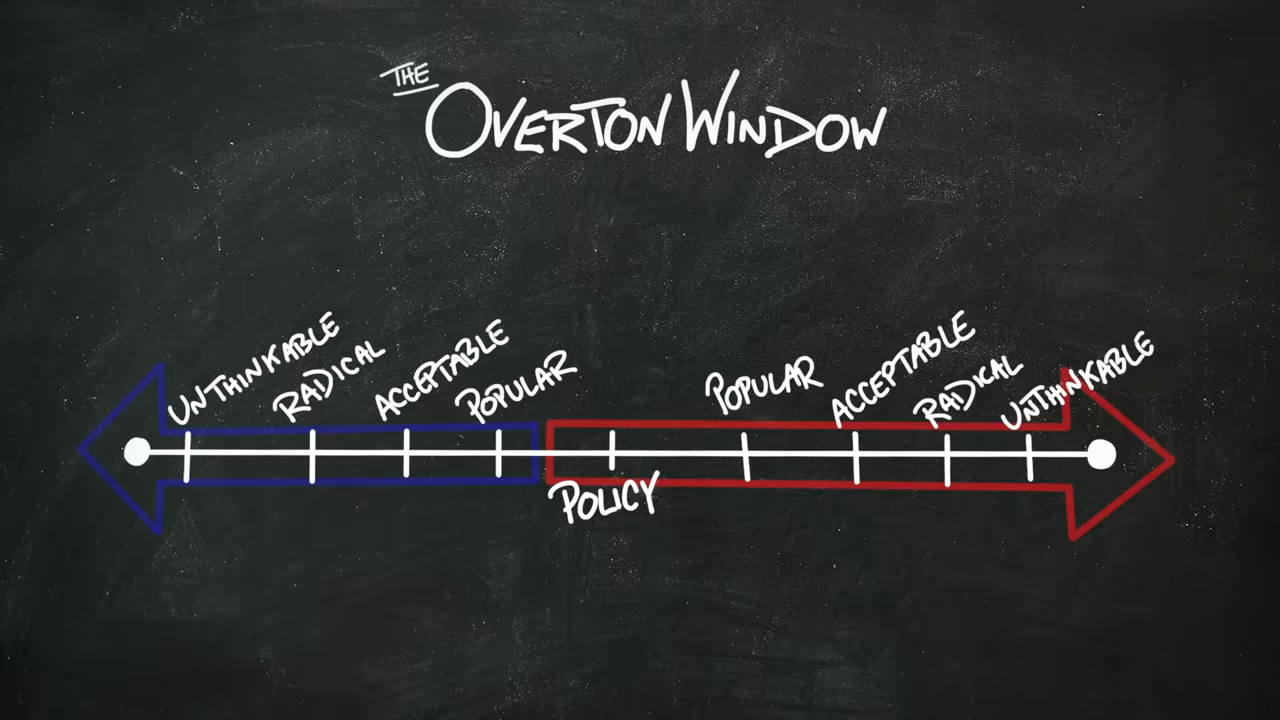 THE
OVERTON WINDOW
UNTHINKABLE
RADICAL
ACCEPTABLE
POPULAR
POPULAR
ACCEPTABLE
RADICAL
UNTHINKABLE
POLICY